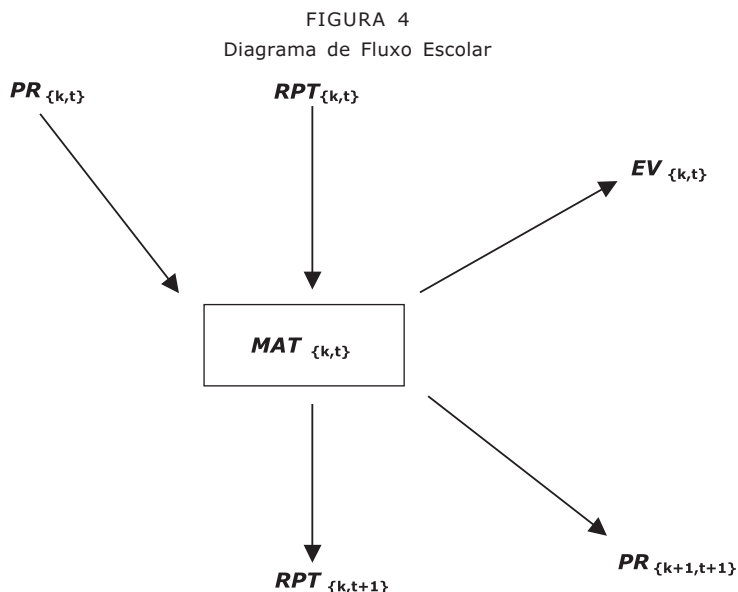 FIGURA 4
Diagrama de Fluxo Escolar
PR {k,t}
RPT{k,t}
EV {k,t}
MAT {k,t}
RPT {k,t+1}
PR {k+1,t+1}